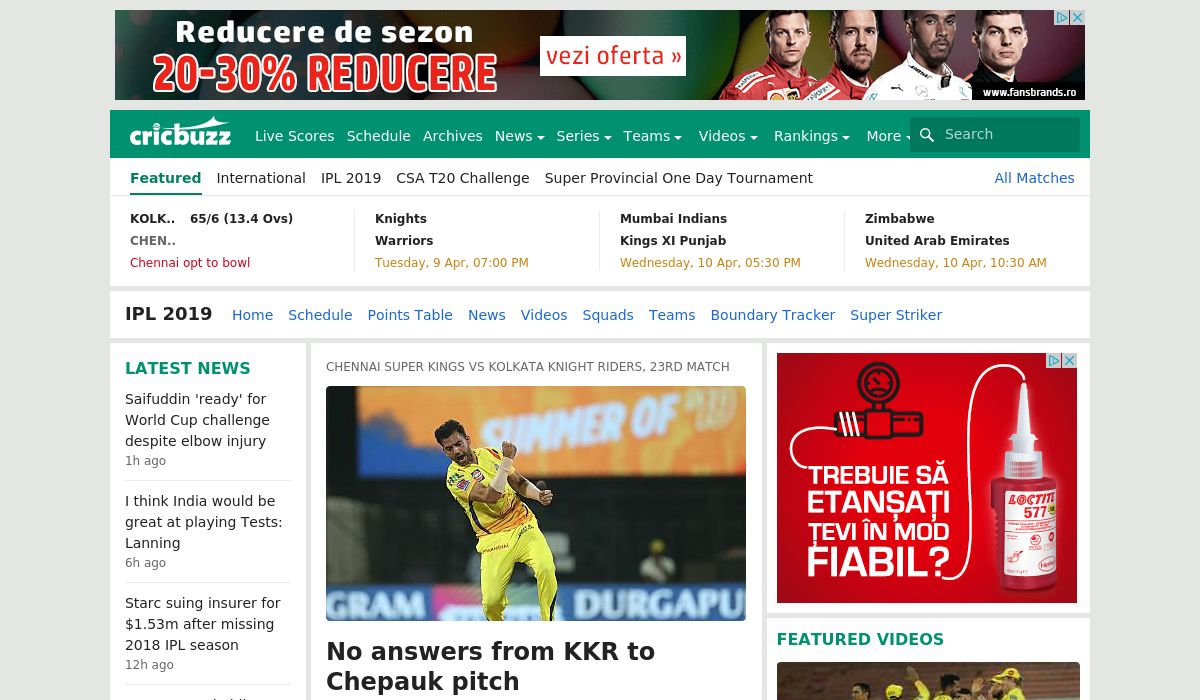 Reducere de sezon
20-30% REDUCERE
vezi oferta »
www.fansbrands.ro
cricbuzz
Live Scores Schedule Archives News Series Teams Videos Rankings More Search
Featured International IPL 2019 CSA T20 Challenge Super Provincial One Day Tournament All Matches
KOLK.. 65/6 (13.4 Ovs)
CHEN..
Chennai opt to bowl
Knights
Warriors
Tuesday, 9 Apr, 07:00 PM
Mumbai Indians
Kings XI Punjab
Wednesday, 10 Apr, 05:30 PM
Zimbabwe
United Arab Emirates
Wednesday, 10 Apr, 10:30 AM
IPL 2019 Home Schedule Points Table News Videos Squads Teams Boundary Tracker Super Striker
LATEST NEWS
Saifuddin 'ready' for
World Cup challenge
despite elbow injury
1h ago
I think India would be
great at playing Tests:
Lanning
6h ago
Starc suing insurer for
$1.53m after missing
2018 IPL season
12h ago
CHENNAI SUPER KINGS VS KOLKATA KNIGHT RIDERS, 23RD MATCH
SUMMER OF '19
GRAM
DURGAPU
No answers from KKR to
Chepauk pitch
TREBUIE SĂ
ETANȘAȚI
ȚEVI ÎN MOD
FIABIL?
LOCTITE
577
Henkel
FEATURED VIDEOS